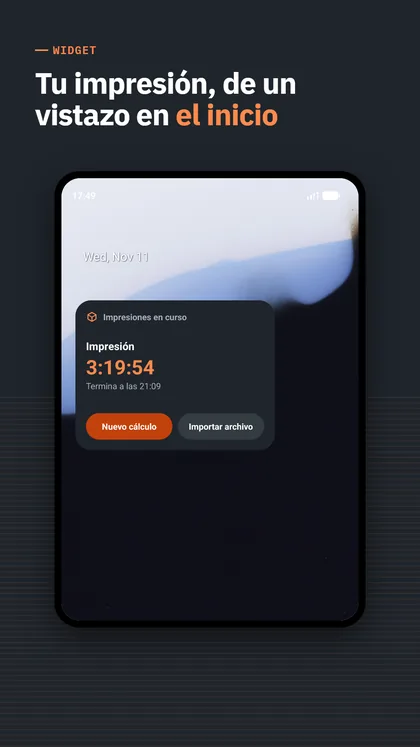 WIDGET
Tu impresión, de un
vistazo en el inicio
17:49
Wed, Nov 11
Impresiones en curso
Impresión
3:19:54
Termina a las 21:09
Nuevo cálculo
Importar archivo